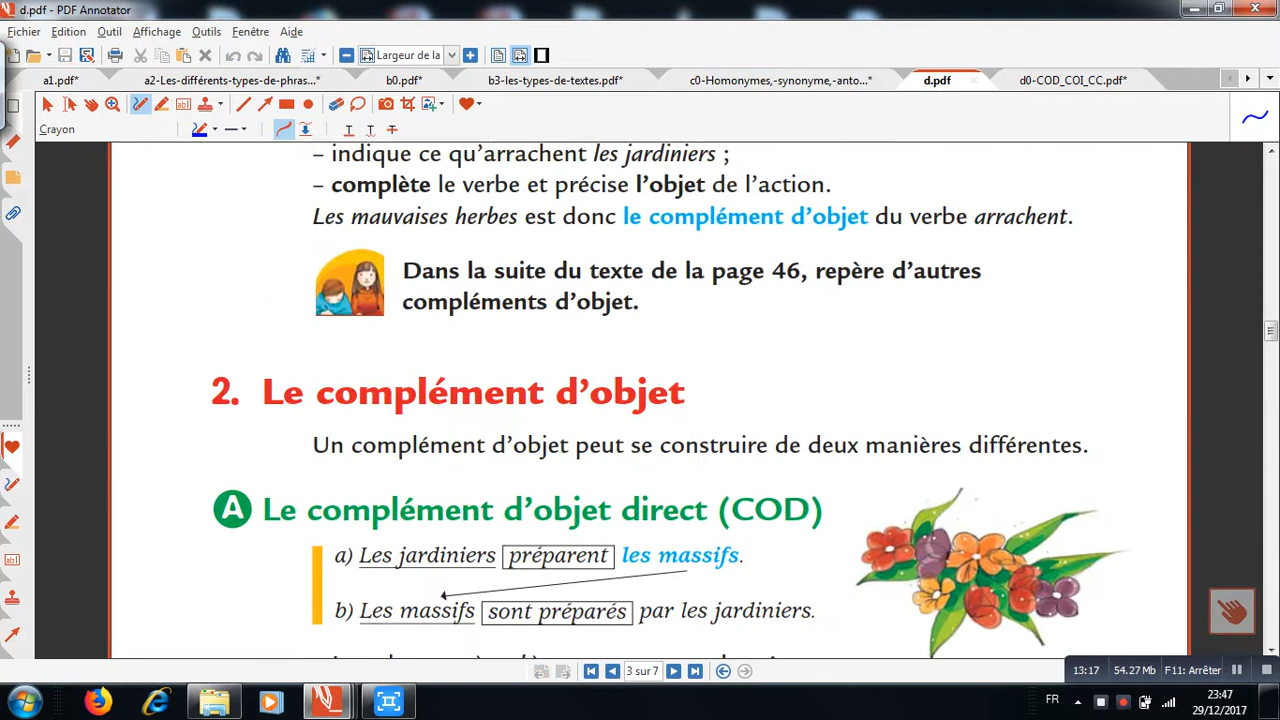 d.pdf - PDF Annotator
Fichier Edition Outil Affichage Outils Fenêtre Aide
Largeur de la
a1.pdf* a2-Les-différents-types-de-phras... b0.pdf* b3-les-types-de-textes.pdf* c0-Homonymes,-synonyme,-anto... d.pdf d0-COD_COI_CC.pdf*
Crayon
– indique ce qu'arrachent les jardiniers ;
– complète le verbe et précise l'objet de l'action.
Les mauvaises herbes est donc le complément d'objet du verbe arrachent.
Dans la suite du texte de la page 46, repère d'autres
compléments d'objet.
2. Le complément d'objet
Un complément d'objet peut se construire de deux manières différentes.
A Le complément d'objet direct (COD)
a) Les jardiniers préparent les massifs.
b) Les massifs sont préparés par les jardiniers.
3 sur 7
13:17 54.27 Mb F11: Arrêter
FR
23:47
29/12/2017